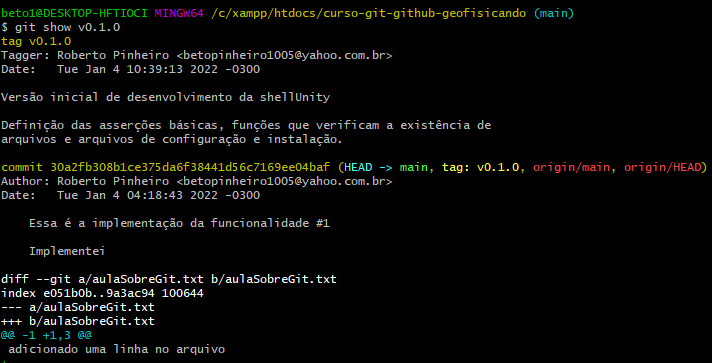 beto1@DESKTOP-HFTIOCI MINGW64 /c/xampp/htdocs/curso-git-github-geofisicando (main)
$ git show v0.1.0
tag v0.1.0
Tagger: Roberto Pinheiro <betopinheiro1005@yahoo.com.br>
Date:   Tue Jan 4 10:39:13 2022 -0300

Versão inicial de desenvolvimento da shellUnity

Definição das asserções básicas, funções que verificam a existência de
arquivos e arquivos de configuração e instalação.

commit 30a2fb308b1ce375da6f38441d56c7169ee04baf (HEAD -> main, tag: v0.1.0, origin/main, origin/HEAD)
Author: Roberto Pinheiro <betopinheiro1005@yahoo.com.br>
Date:   Tue Jan 4 04:18:43 2022 -0300

    Essa é a implementação da funcionalidade #1

    Implementei

diff --git a/aulaSobreGit.txt b/aulaSobreGit.txt
index e051b0b..9a3ac94 100644
--- a/aulaSobreGit.txt
+++ b/aulaSobreGit.txt
@@ -1 +1,3 @@
 adicionado uma linha no arquivo